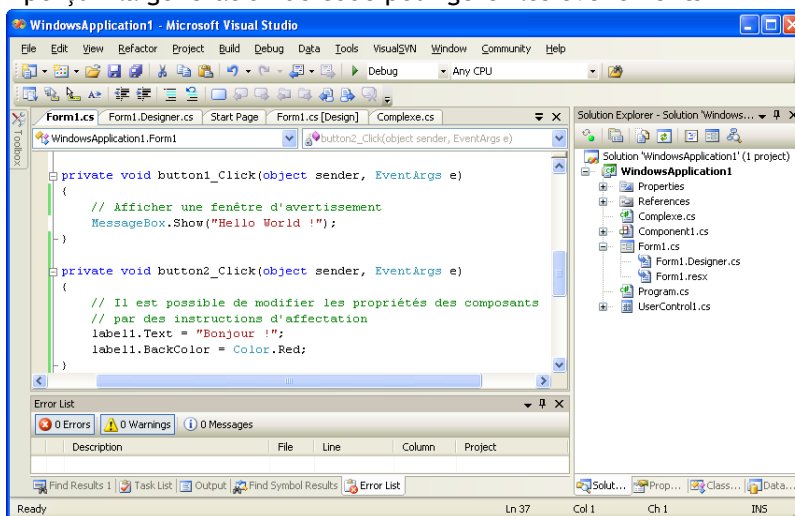 WindowsApplication1 - Microsoft Visual Studio
File Edit View Refactor Project Build Debug Data Tools VisualSVN Window Community Help
Debug Any CPU
Form1.cs Form1.Designer.cs Start Page Form1.cs [Design] Complexe.cs
Toolbox
WindowsApplication1.Form1 button2_Click(object sender, EventArgs e)
private void button1_Click(object sender, EventArgs e)
{
// Afficher une fenêtre d'avertissement
MessageBox.Show("Hello World !");
}
private void button2_Click(object sender, EventArgs e)
{
// Il est possible de modifier les propriétés des composants
// par des instructions d'affectation
label1.Text = "Bonjour !";
label1.BackColor = Color.Red;
}
Solution Explorer - Solution 'Windows...
Solution 'WindowsApplication1' (1 project)
WindowsApplication1
Properties
References
Complexe.cs
Component1.cs
Form1.cs
Form1.Designer.cs
Form1.resx
Program.cs
UserControl1.cs
Error List
0 Errors 0 Warnings 0 Messages
Description File Line Column Project
Find Results 1 Task List Output Find Symbol Results Error List
Solut... Prop... Class... Data...
Ready Ln 37 Col 1 Ch 1 INS